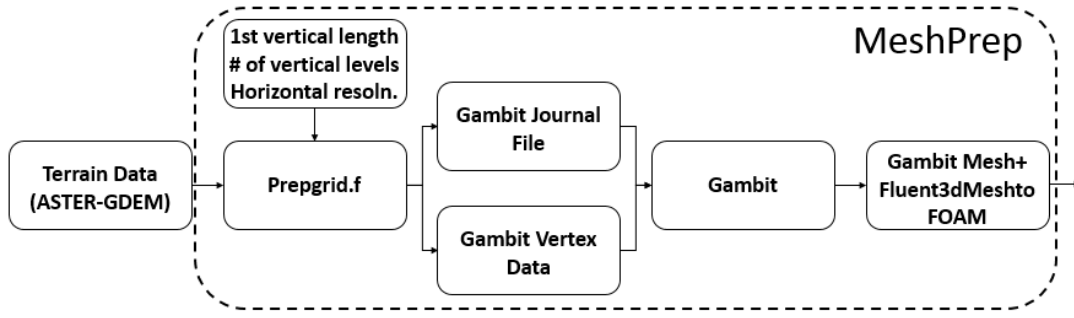 MeshPrep
1st vertical length
# of vertical levels
Horizontal resoln.
Terrain Data
(ASTER-GDEM)
Prepgrid.f
Gambit Journal
File
Gambit Vertex
Data
Gambit
Gambit Mesh+
Fluent3dMeshto
FOAM